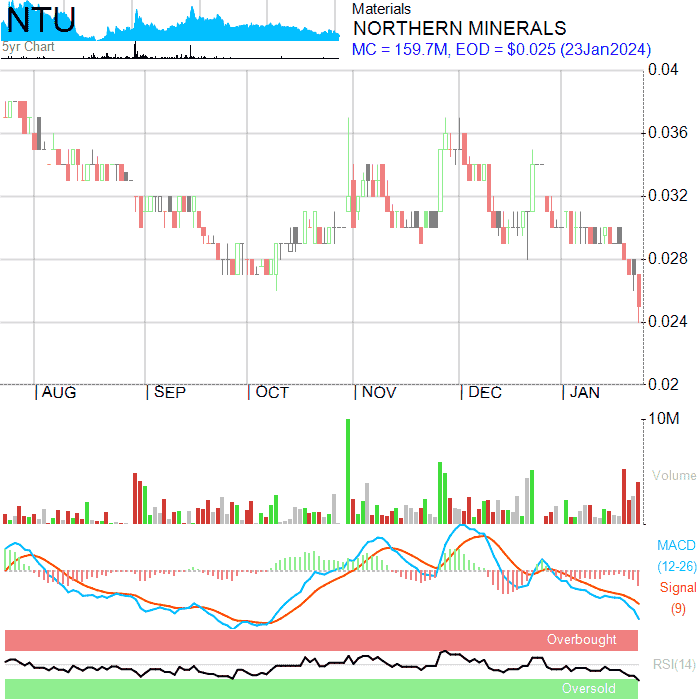 NTU
5yr Chart
Materials
NORTHERN MINERALS
MC = 159.7M, EOD = $0.025 (23Jan2024)
0.04
0.036
0.032
0.028
0.024
0.02
AUG SEP OCT NOV DEC JAN
10M
Volume
MACD
(12-26)
Signal
(9)
Overbought
RSI(14)
Oversold